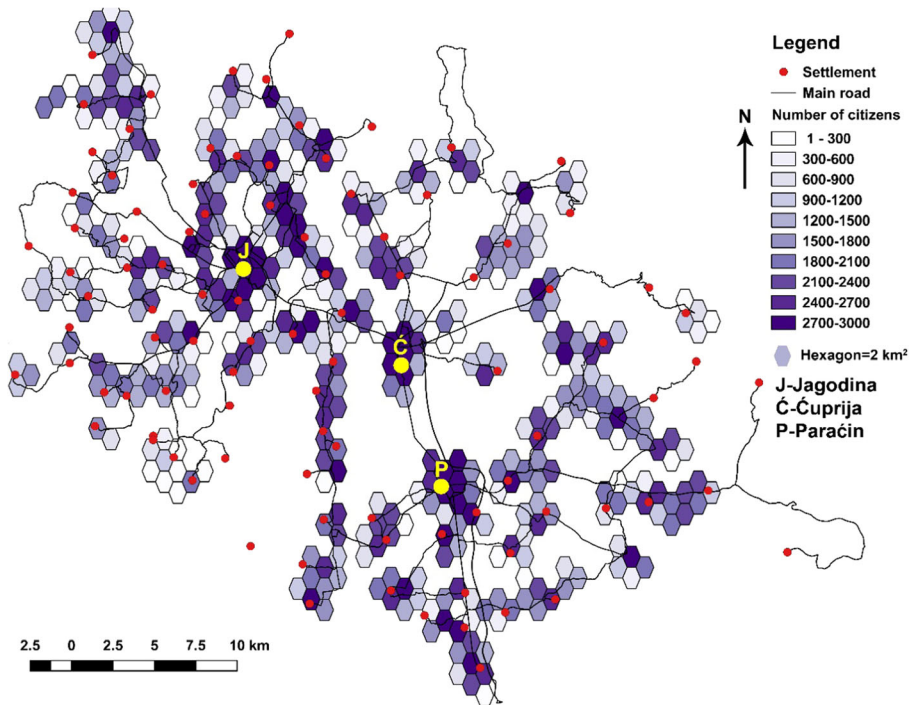 Legend
Settlement
Main road
N
Number of citizens
1 - 300
300-600
600-900
900-1200
1200-1500
1500-1800
1800-2100
2100-2400
2400-2700
2700-3000
Hexagon=2 km²
J-Jagodina
Ć-Ćuprija
P-Paraćin
J
Ć
P
2.5 0 2.5 5 7.5 10 km